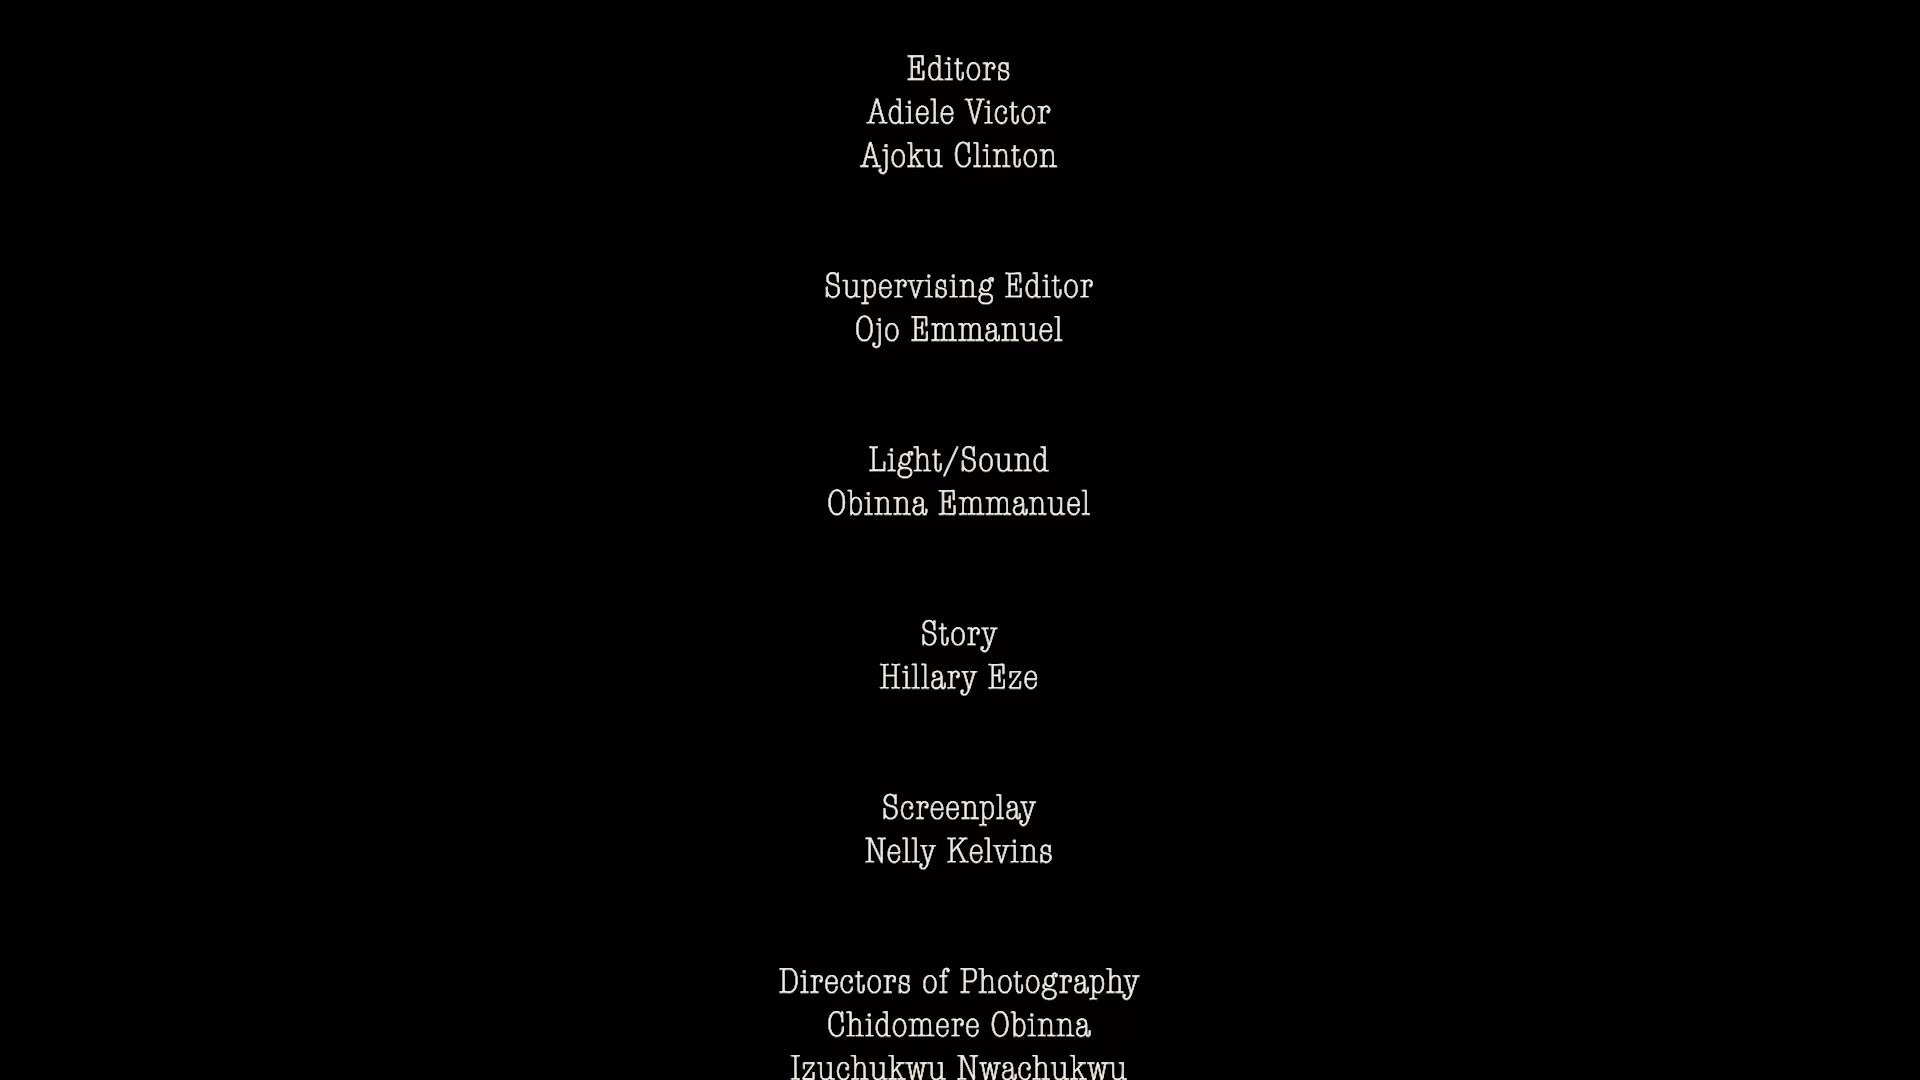 Editors
Adiele Victor
Ajoku Clinton
Supervising Editor
Ojo Emmanuel
Light/Sound
Obinna Emmanuel
Story
Hillary Eze
Screenplay
Nelly Kelvins
Directors of Photography
Chidomere Obinna
Izuchukwu Nwachukwu